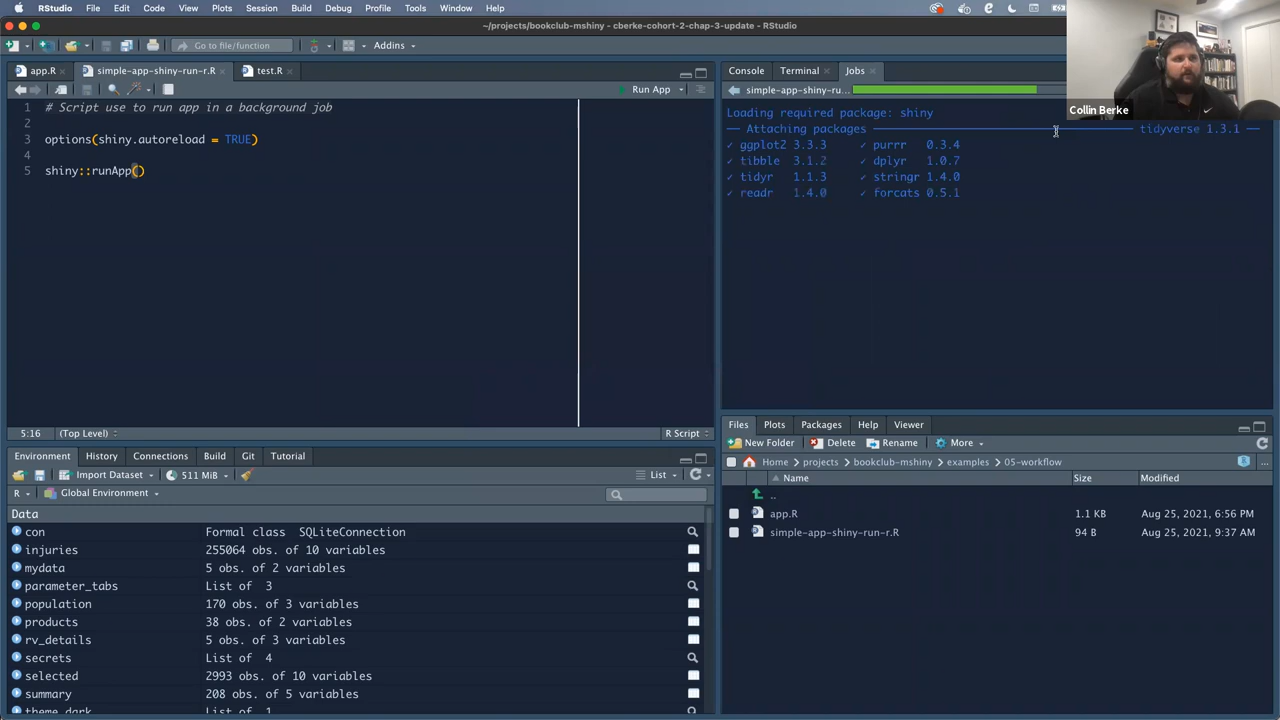 RStudio File Edit Code View Plots Session Build Debug Profile Tools Window Help
~/projects/bookclub-mshiny - cberke-cohort-2-chap-3-update - RStudio
Go to file/function Addins
app.R simple-app-shiny-run-r.R test.R
Run App
1 # Script use to run app in a background job
2
3 options(shiny.autoreload = TRUE)
4
5 shiny::runApp()
5:16 (Top Level) R Script
Console Terminal Jobs
simple-app-shiny-ru...
Loading required package: shiny
— Attaching packages ——— tidyverse 1.3.1 —
✓ ggplot2 3.3.3 ✓ purrr 0.3.4
✓ tibble 3.1.2 ✓ dplyr 1.0.7
✓ tidyr 1.1.3 ✓ stringr 1.4.0
✓ readr 1.4.0 ✓ forcats 0.5.1
Collin Berke
Environment History Connections Build Git Tutorial
Import Dataset 511 MiB List
R Global Environment
Data
con Formal class SQLiteConnection
injuries 255064 obs. of 10 variables
mydata 5 obs. of 2 variables
parameter_tabs List of 3
population 170 obs. of 3 variables
products 38 obs. of 2 variables
rv_details 5 obs. of 3 variables
secrets List of 4
selected 2993 obs. of 10 variables
summary 208 obs. of 5 variables
theme_dark List of 1
Files Plots Packages Help Viewer
New Folder Delete Rename More
Home projects bookclub-mshiny examples 05-workflow
Name Size Modified
..
app.R 1.1 KB Aug 25, 2021, 6:56 PM
simple-app-shiny-run-r.R 94 B Aug 25, 2021, 9:37 AM